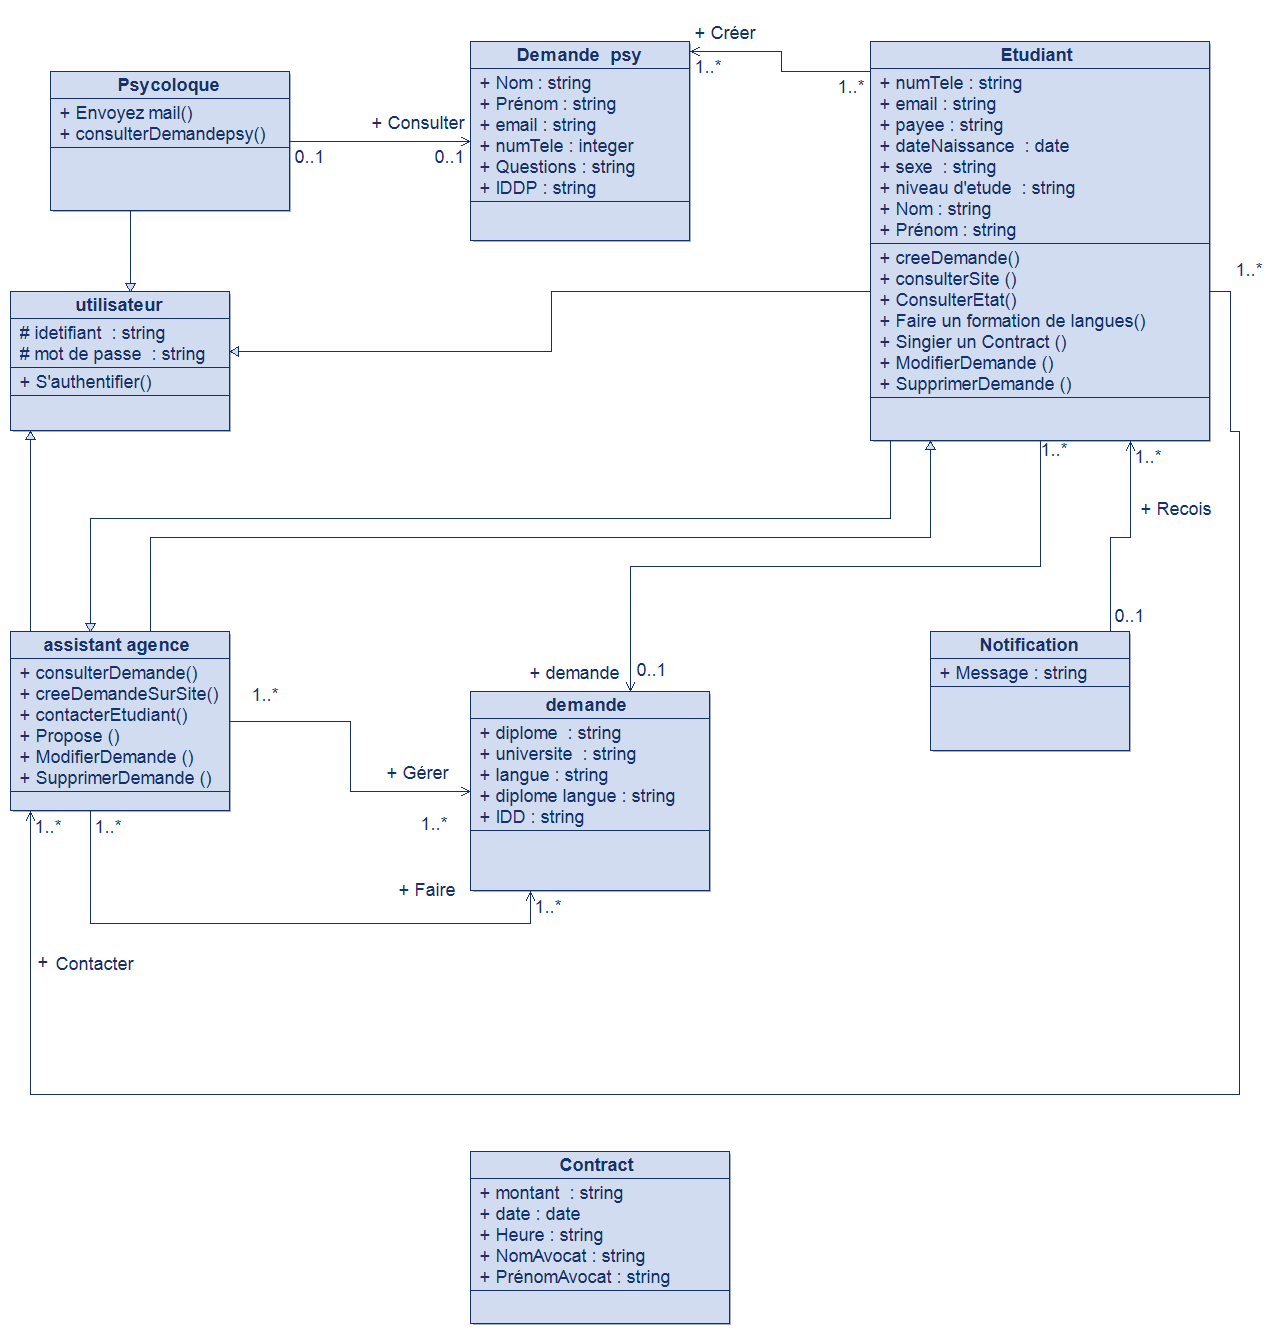 Psycoloque
+ Envoyez mail()
+ consulterDemandepsy()
+ Consulter
0..1
0..1
Demande  psy
+ Nom : string
+ Prénom : string
+ email : string
+ numTele : integer
+ Questions : string
+ IDDP : string
+ Créer
1..*
1..*
Etudiant
+ numTele : string
+ email : string
+ payee : string
+ dateNaissance  : date
+ sexe  : string
+ niveau d'etude  : string
+ Nom : string
+ Prénom : string
+ creeDemande()
+ consulterSite ()
+ ConsulterEtat()
+ Faire un formation de langues()
+ Singier un Contract ()
+ ModifierDemande ()
+ SupprimerDemande ()
1..*
utilisateur
# idetifiant  : string
# mot de passe  : string
+ S'authentifier()
1..*
1..*
+ Recois
0..1
assistant agence
+ consulterDemande()
+ creeDemandeSurSite()
+ contacterEtudiant()
+ Propose ()
+ ModifierDemande ()
+ SupprimerDemande ()
1..*
+ Gérer
1..*
+ demande
0..1
demande
+ diplome  : string
+ universite  : string
+ langue : string
+ diplome langue : string
+ IDD : string
Notification
+ Message : string
1..*
1..*
+ Faire
1..*
+ Contacter
Contract
+ montant  : string
+ date : date
+ Heure : string
+ NomAvocat : string
+ PrénomAvocat : string